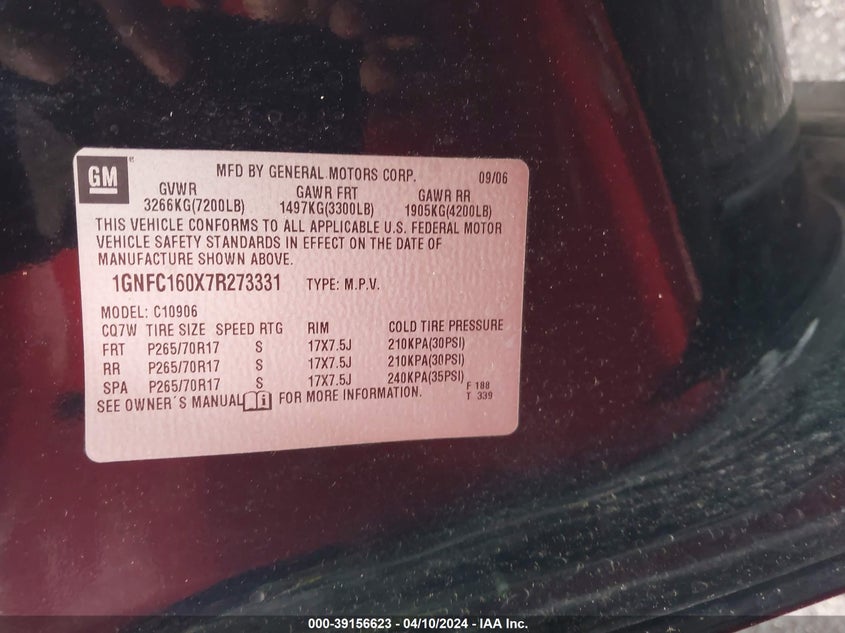 GM
MFD BY GENERAL MOTORS CORP. 09/06
GVWR GAWR FRT GAWR RR
3266KG(7200LB) 1497KG(3300LB) 1905KG(4200LB)
THIS VEHICLE CONFORMS TO ALL APPLICABLE U.S. FEDERAL MOTOR
VEHICLE SAFETY STANDARDS IN EFFECT ON THE DATE OF
MANUFACTURE SHOWN ABOVE.
1GNFC160X7R273331 TYPE: M.P.V.
MODEL: C10906
CQ7W TIRE SIZE SPEED RTG RIM COLD TIRE PRESSURE
FRT P265/70R17 S 17X7.5J 210KPA(30PSI)
RR P265/70R17 S 17X7.5J 210KPA(30PSI)
SPA P265/70R17 S 17X7.5J 240KPA(35PSI)
SEE OWNER'S MANUAL FOR MORE INFORMATION.
F 188
T 339
000-39156623 - 04/10/2024 - IAA Inc.